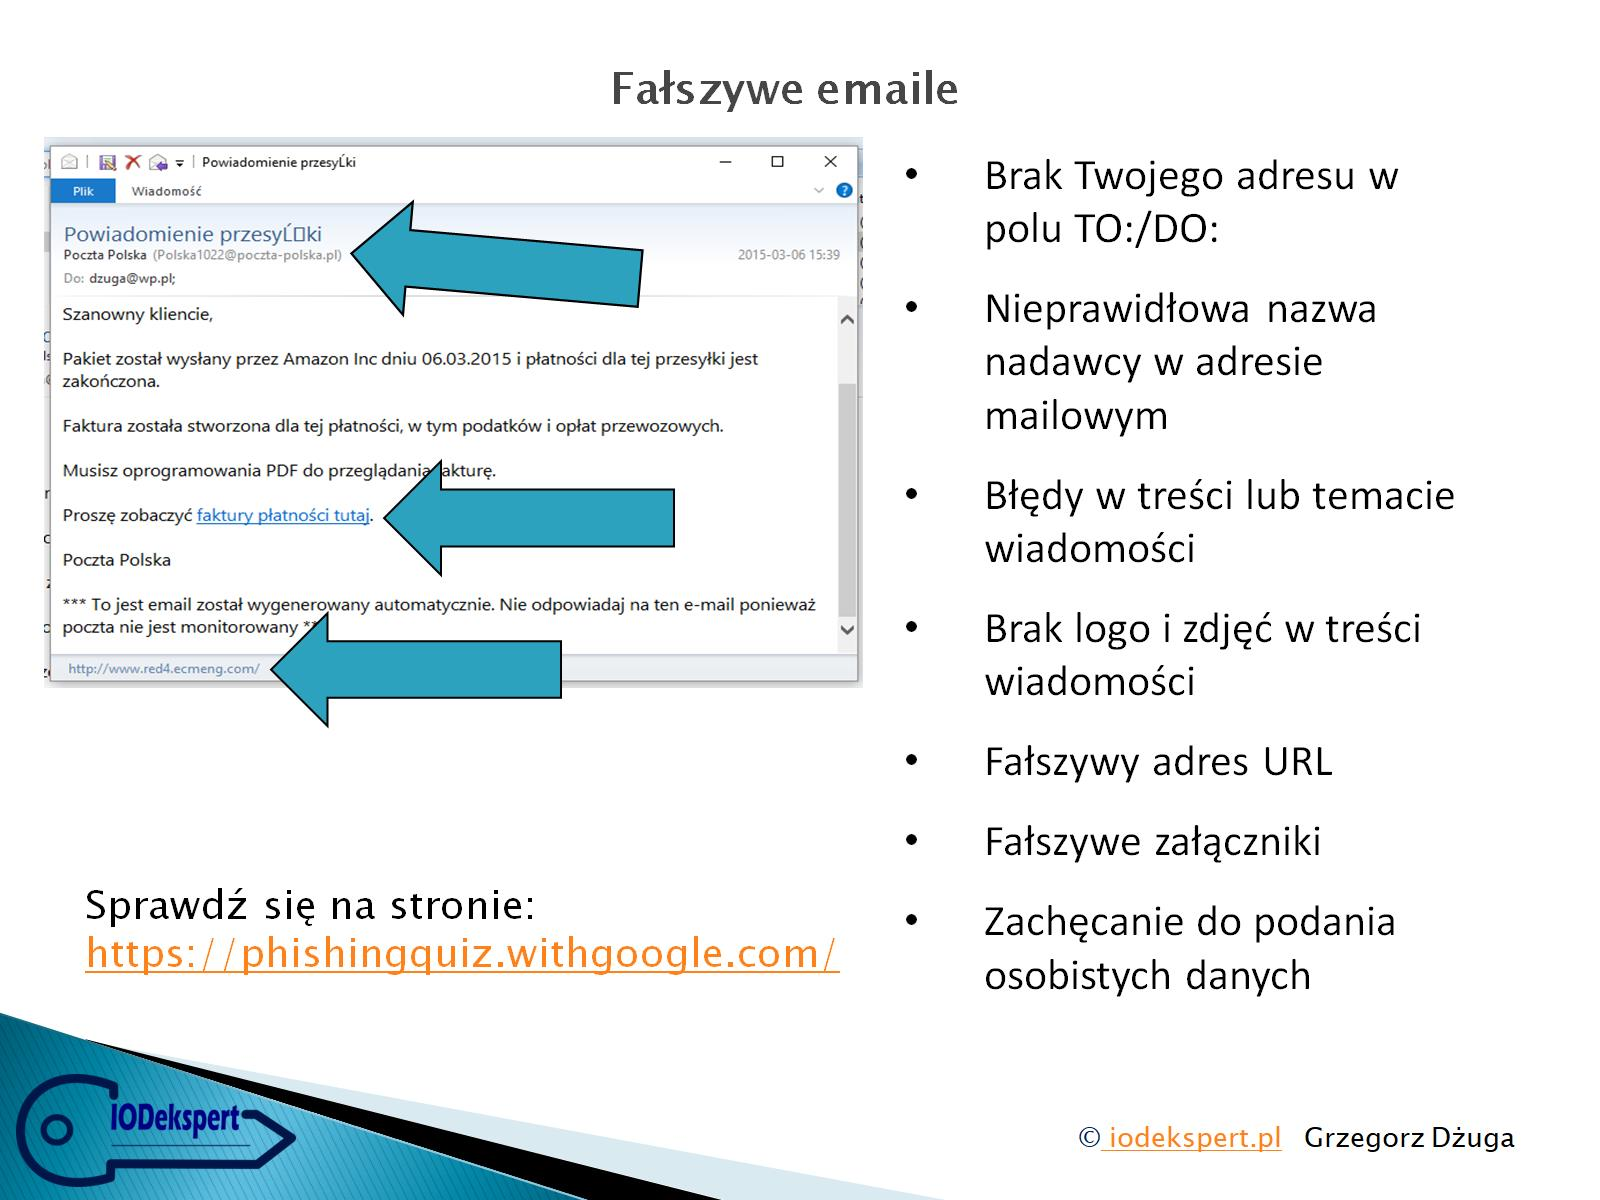 Fałszywe emaile
Powiadomienie przesyĹki
Plik Wiadomość
Powiadomienie przesyĹ□ki
Poczta Polska (Polska1022@poczta-polska.pl)
2015-03-06 15:39
Do: dzuga@wp.pl;
Szanowny kliencie,
Pakiet został wysłany przez Amazon Inc dniu 06.03.2015 i płatności dla tej przesyłki jest
zakończona.
Faktura została stworzona dla tej płatności, w tym podatków i opłat przewozowych.
Musisz oprogramowania PDF do przeglądania akturę.
Proszę zobaczyć faktury płatności tutaj.
Poczta Polska
*** To jest email został wygenerowany automatycznie. Nie odpowiadaj na ten e-mail ponieważ
poczta nie jest monitorowany **
http://www.red4.ecmeng.com/
• Brak Twojego adresu w
polu TO:/DO:
• Nieprawidłowa nazwa
nadawcy w adresie
mailowym
• Błędy w treści lub temacie
wiadomości
• Brak logo i zdjęć w treści
wiadomości
• Fałszywy adres URL
• Fałszywe załączniki
• Zachęcanie do podania
osobistych danych
Sprawdź się na stronie:
https://phishingquiz.withgoogle.com/
IODekspert
© iodekspert.pl Grzegorz Dżuga